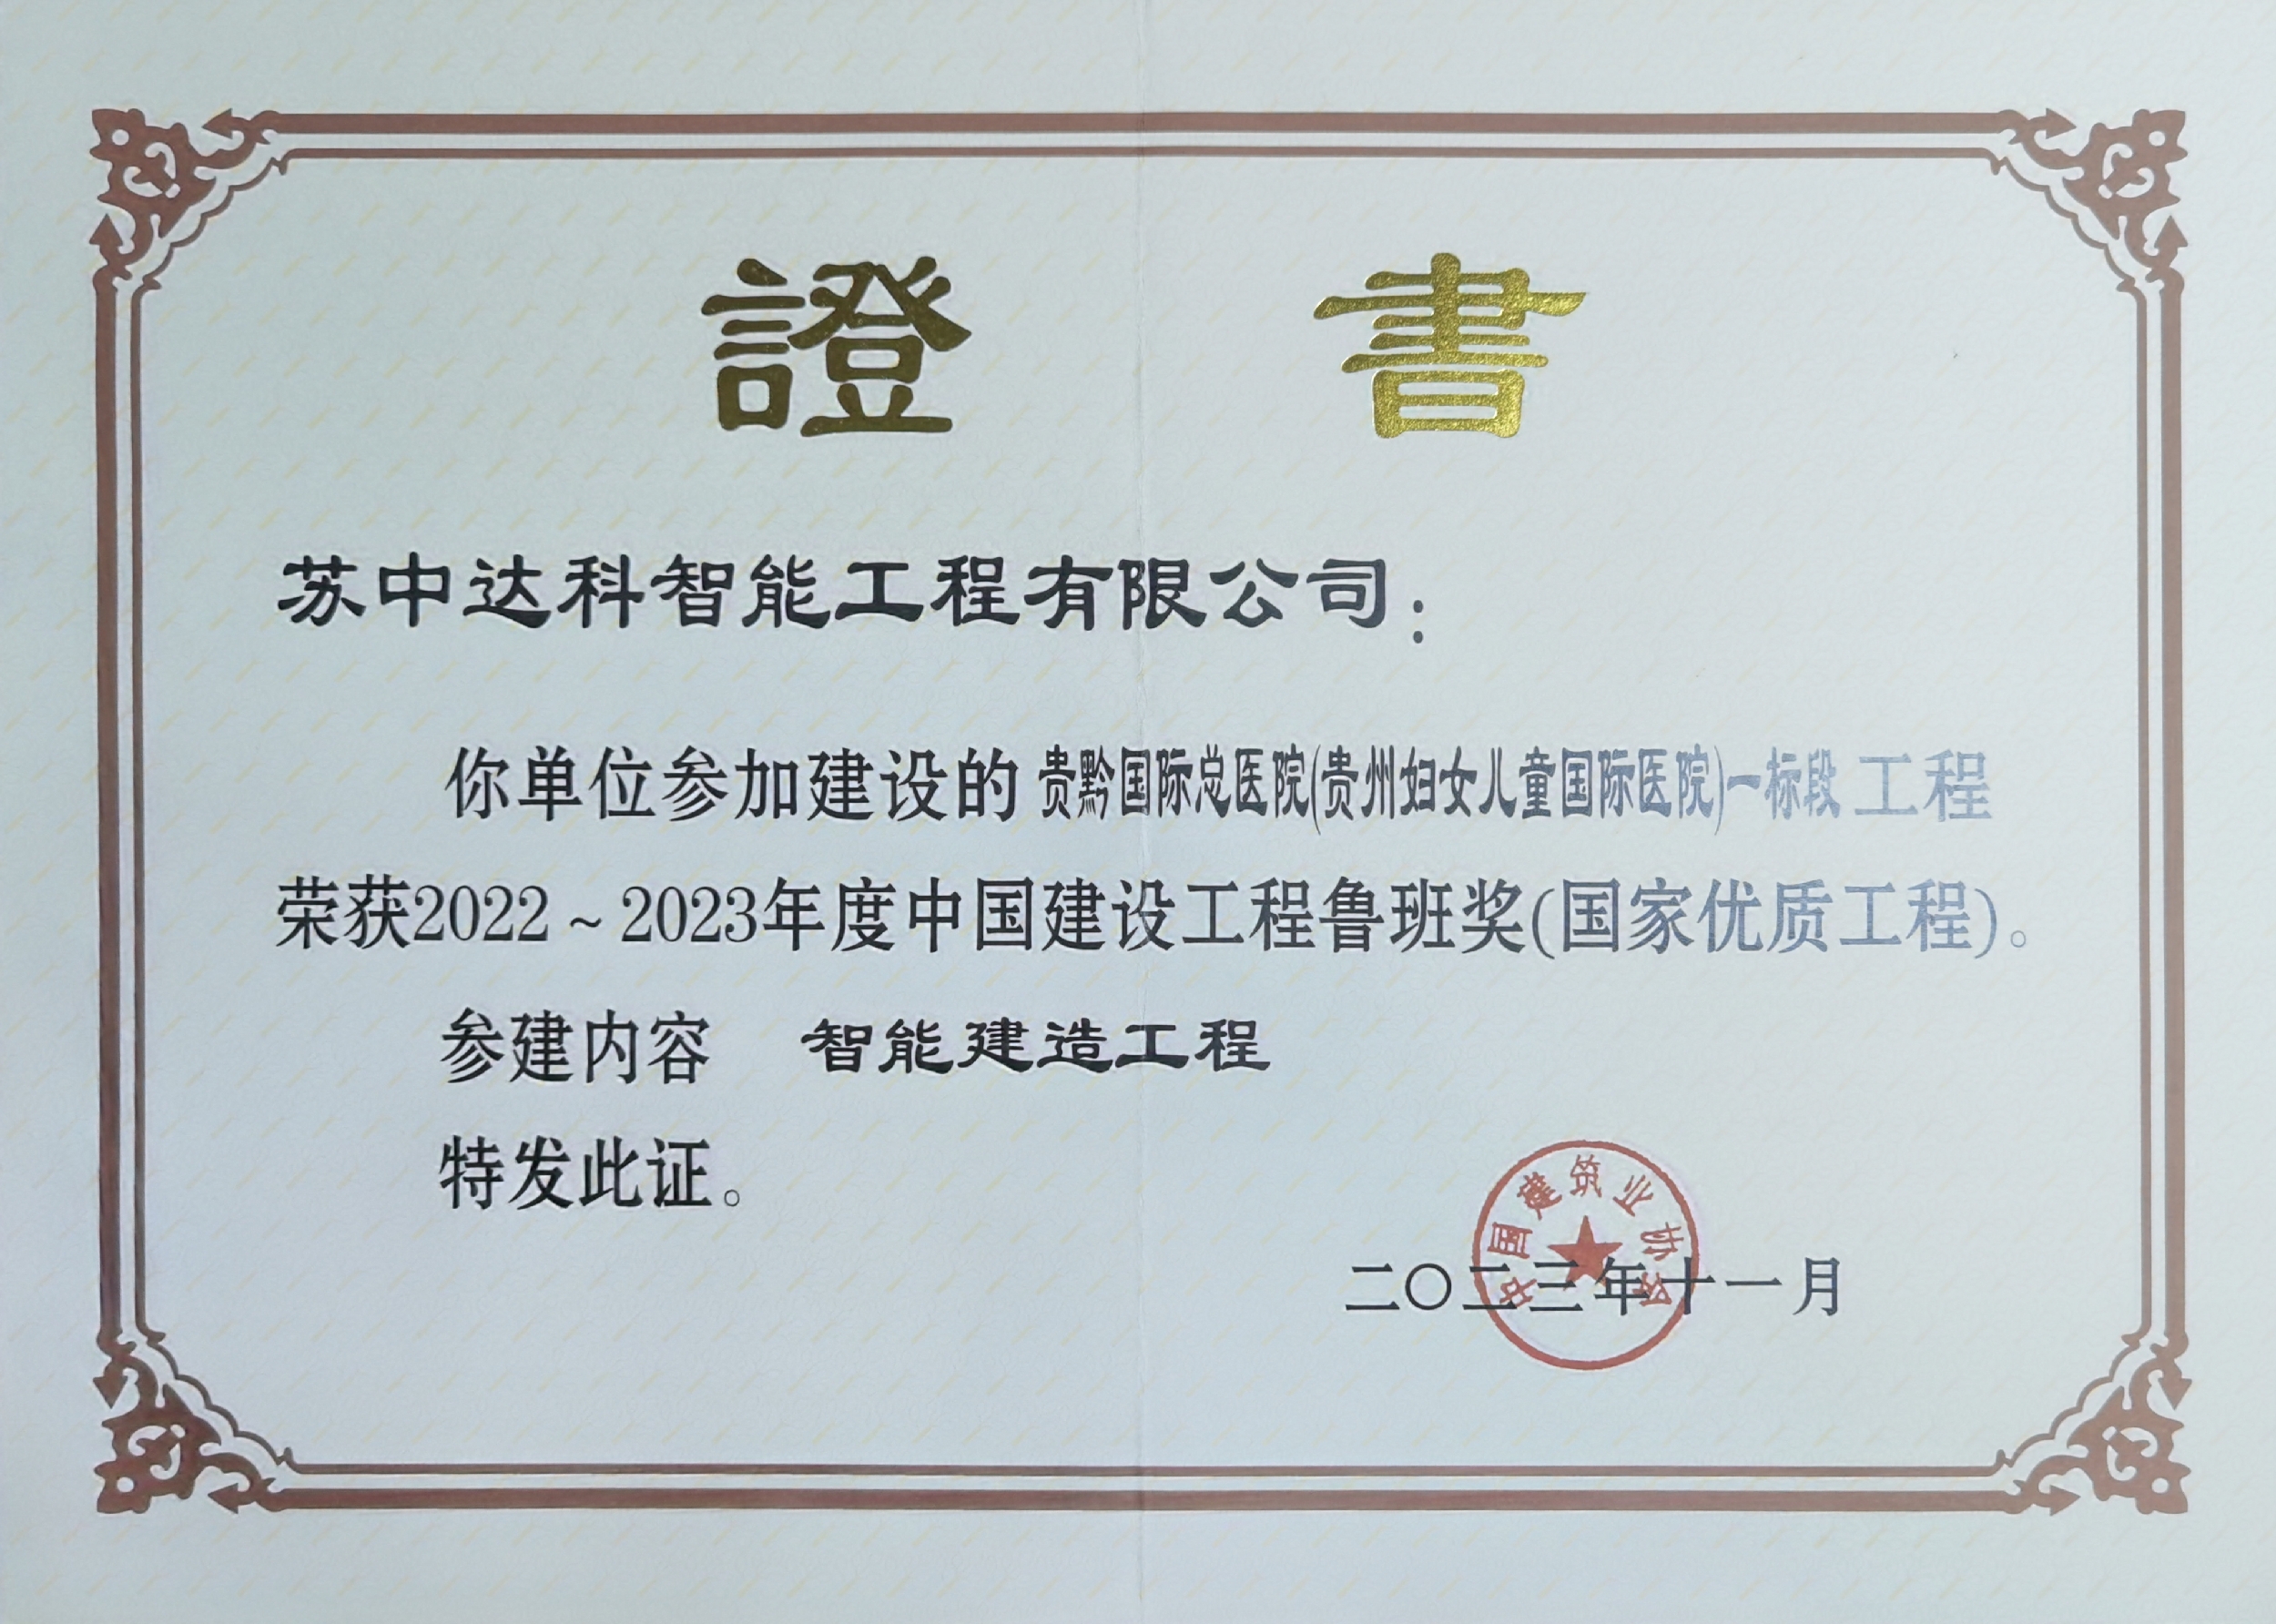 證書
苏中达科智能工程有限公司:
你单位参加建设的 贵黔国际总医院(贵州妇女儿童国际医院)一标段 工程
荣获2022~2023年度中国建设工程鲁班奖(国家优质工程)。
参建内容 智能建造工程
特发此证。
中国建筑业协会
二〇二三年十一月